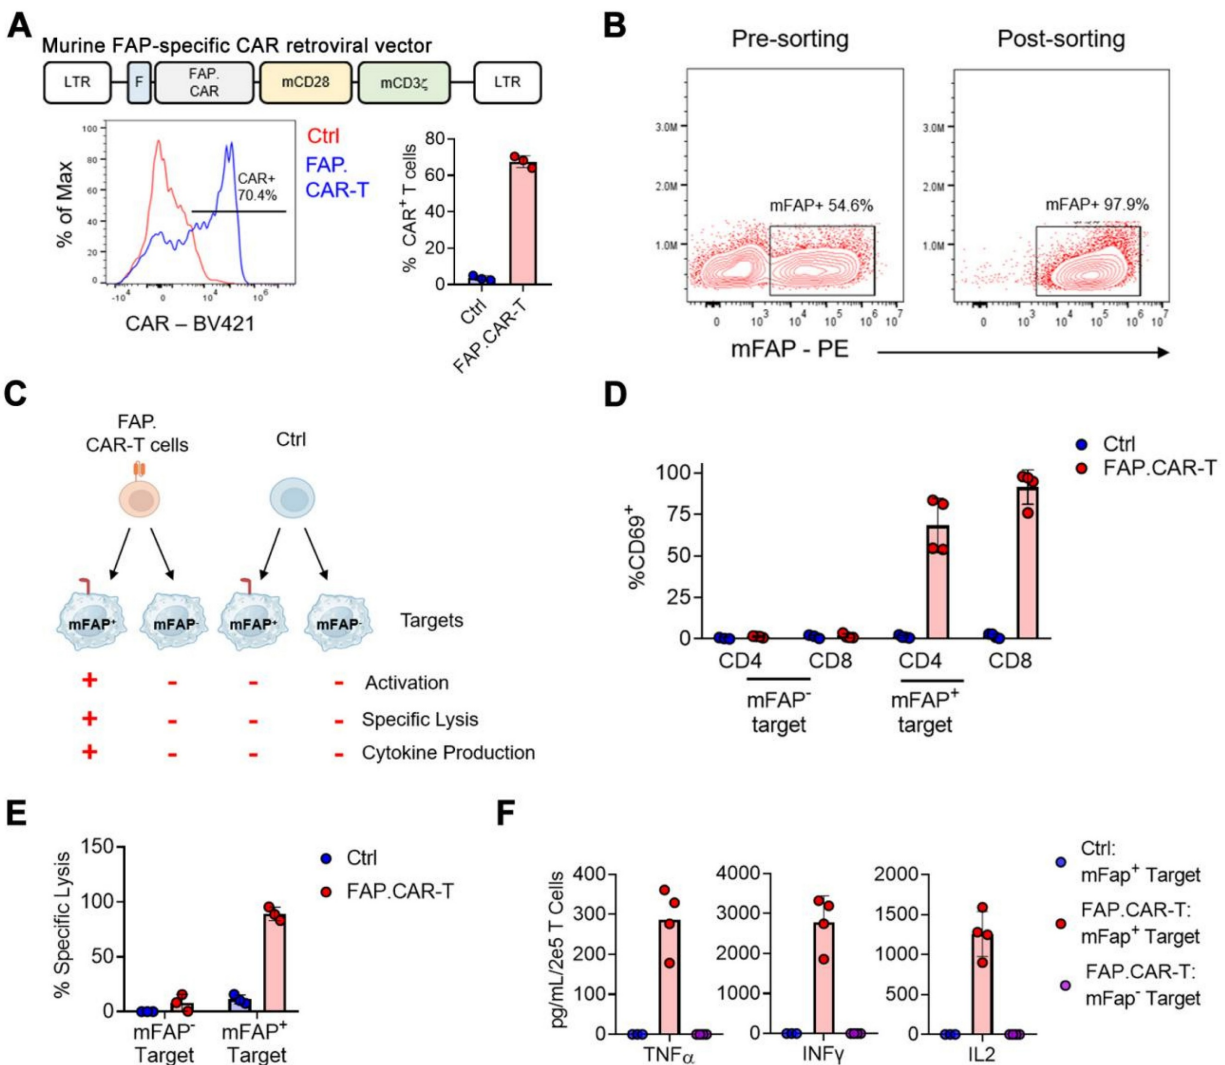 A
Murine FAP-specific CAR retroviral vector
LTR
F
FAP.
CAR
mCD28
mCD3ζ
LTR
% of Max
100
80
60
40
20
0
-10⁴
0
10⁴
10⁶
CAR+
70.4%
CAR – BV421
Ctrl
FAP.
CAR-T
% CAR⁺ T cells
80
60
40
20
0
Ctrl
FAP.CAR-T
B
Pre-sorting
Post-sorting
3.0M
2.0M
1.0M
mFAP+ 54.6%
0
10³
10⁴
10⁵
10⁶
10⁷
3.0M
2.0M
1.0M
mFAP+ 97.9%
0
10³
10⁴
10⁵
10⁶
10⁷
mFAP - PE
C
FAP.
CAR-T cells
Ctrl
mFAP⁺
mFAP⁻
mFAP⁺
mFAP⁻
Targets
+ - - - Activation
+ - - - Specific Lysis
+ - - - Cytokine Production
D
Ctrl
FAP.CAR-T
%CD69⁺
100
75
50
25
0
CD4
CD8
CD4
CD8
mFAP⁻
target
mFAP⁺
target
E
% Specific Lysis
150
100
50
0
mFAP⁻
Target
mFAP⁺
Target
Ctrl
FAP.CAR-T
F
pg/mL/2e5 T Cells
400
300
200
100
0
TNFα
4000
3000
2000
1000
0
INFγ
2000
1500
1000
500
0
IL2
Ctrl:
mFap⁺ Target
FAP.CAR-T:
mFap⁺ Target
FAP.CAR-T:
mFap⁻ Target